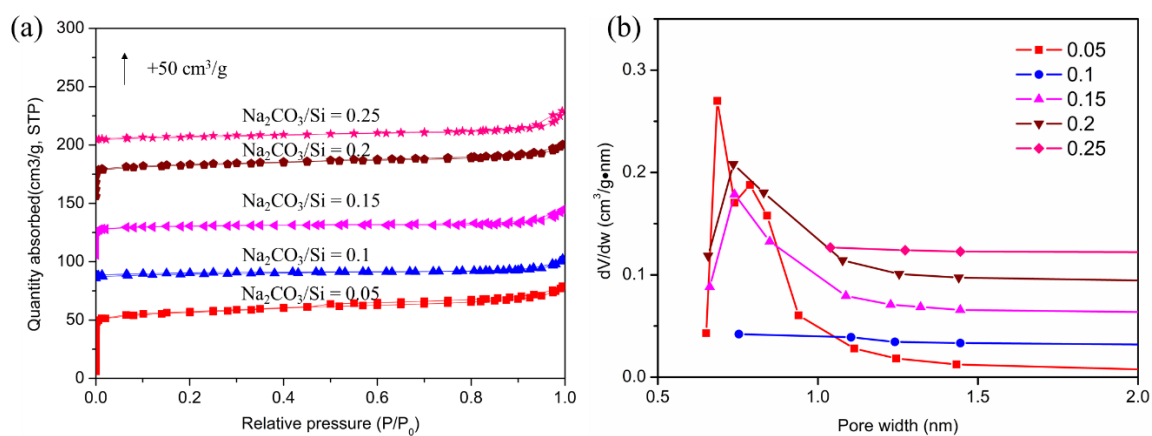 (a)
Quantity absorbed(cm3/g, STP)
300
250
200
150
100
50
0
+50 cm³/g
Na₂CO₃/Si = 0.25
Na₂CO₃/Si = 0.2
Na₂CO₃/Si = 0.15
Na₂CO₃/Si = 0.1
Na₂CO₃/Si = 0.05
0.0 0.2 0.4 0.6 0.8 1.0
Relative pressure (P/P₀)
(b)
dV/dw (cm³/g•nm)
0.3
0.2
0.1
0.0
0.05
0.1
0.15
0.2
0.25
0.5 1.0 1.5 2.0
Pore width (nm)